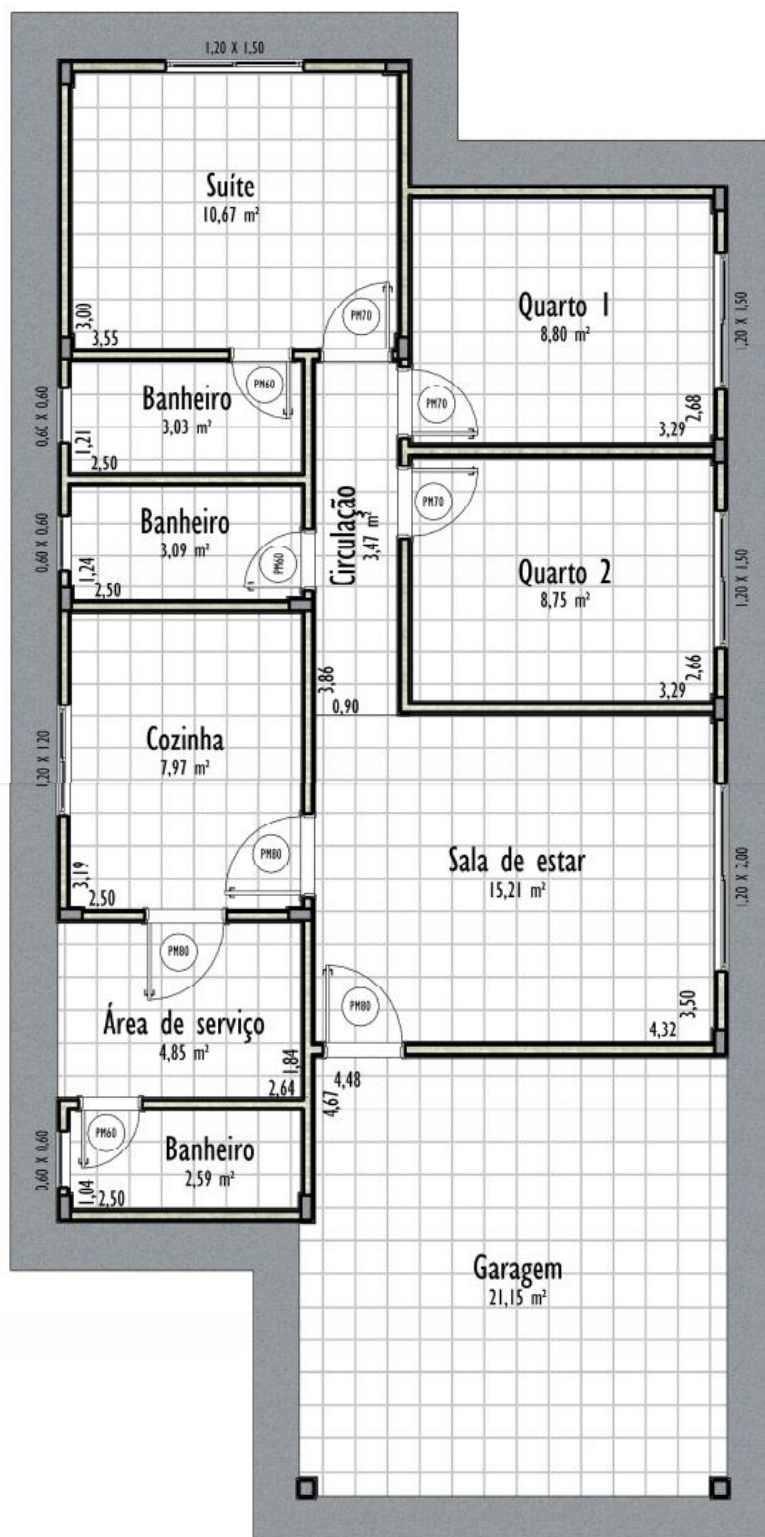 1,20 X 1,50
Suíte
10,67 m²
3,00
3,55
PM70
Quarto 1
8,80 m²
1,20 X 1,50
2,68
3,29
PM70
PM60
Banheiro
3,03 m²
0,60 X 0,60
1,21
2,50
Banheiro
3,09 m²
0,60 X 0,60
1,24
2,50
PM60
Circulação
3,47 m²
3,86
0,90
PM70
Quarto 2
8,75 m²
1,20 X 1,50
2,66
3,29
Cozinha
7,97 m²
1,20 X 1,20
3,19
2,50
PM80
Sala de estar
15,21 m²
1,20 X 2,00
3,50
4,32
PM80
PM80
Área de serviço
4,85 m²
1,84
2,64
4,48
4,67
PM60
Banheiro
2,59 m²
0,60 X 0,60
1,04
2,50
Garagem
21,15 m²